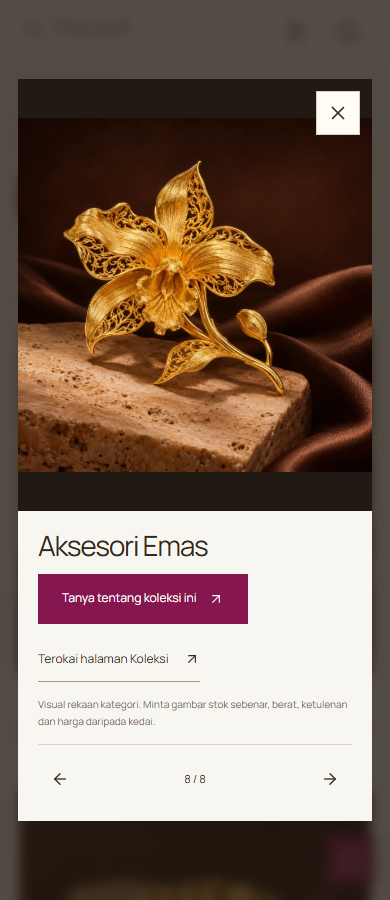 Aksesori Emas
Tanya tentang koleksi ini
Terokai halaman Koleksi
Visual rekaan kategori. Minta gambar stok sebenar, berat, ketulenan
dan harga daripada kedai.
8 / 8